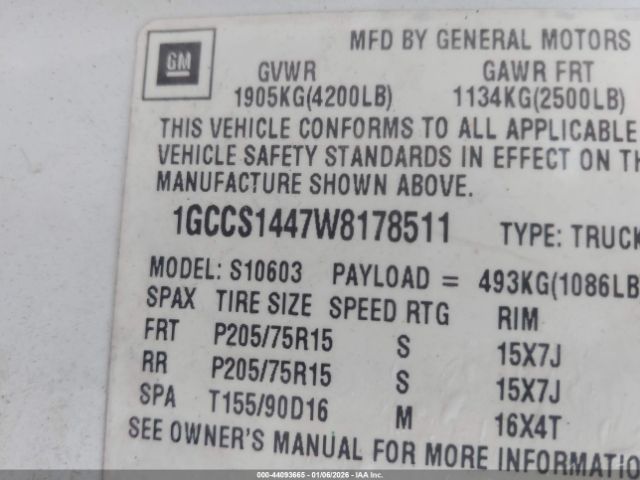 GM
MFD BY GENERAL MOTORS
GVWR GAWR FRT
1905KG(4200LB) 1134KG(2500LB)
THIS VEHICLE CONFORMS TO ALL APPLICABLE
VEHICLE SAFETY STANDARDS IN EFFECT ON TH
MANUFACTURE SHOWN ABOVE.
1GCCS1447W8178511 TYPE: TRUCK
MODEL: S10603 PAYLOAD = 493KG(1086LB
SPAX TIRE SIZE SPEED RTG RIM
FRT P205/75R15 S 15X7J
RR P205/75R15 S 15X7J
SPA T155/90D16 M 16X4T
SEE OWNER'S MANUAL FOR MORE INFORMATION
000-44093665 - 01/06/2026 - IAAI.COM